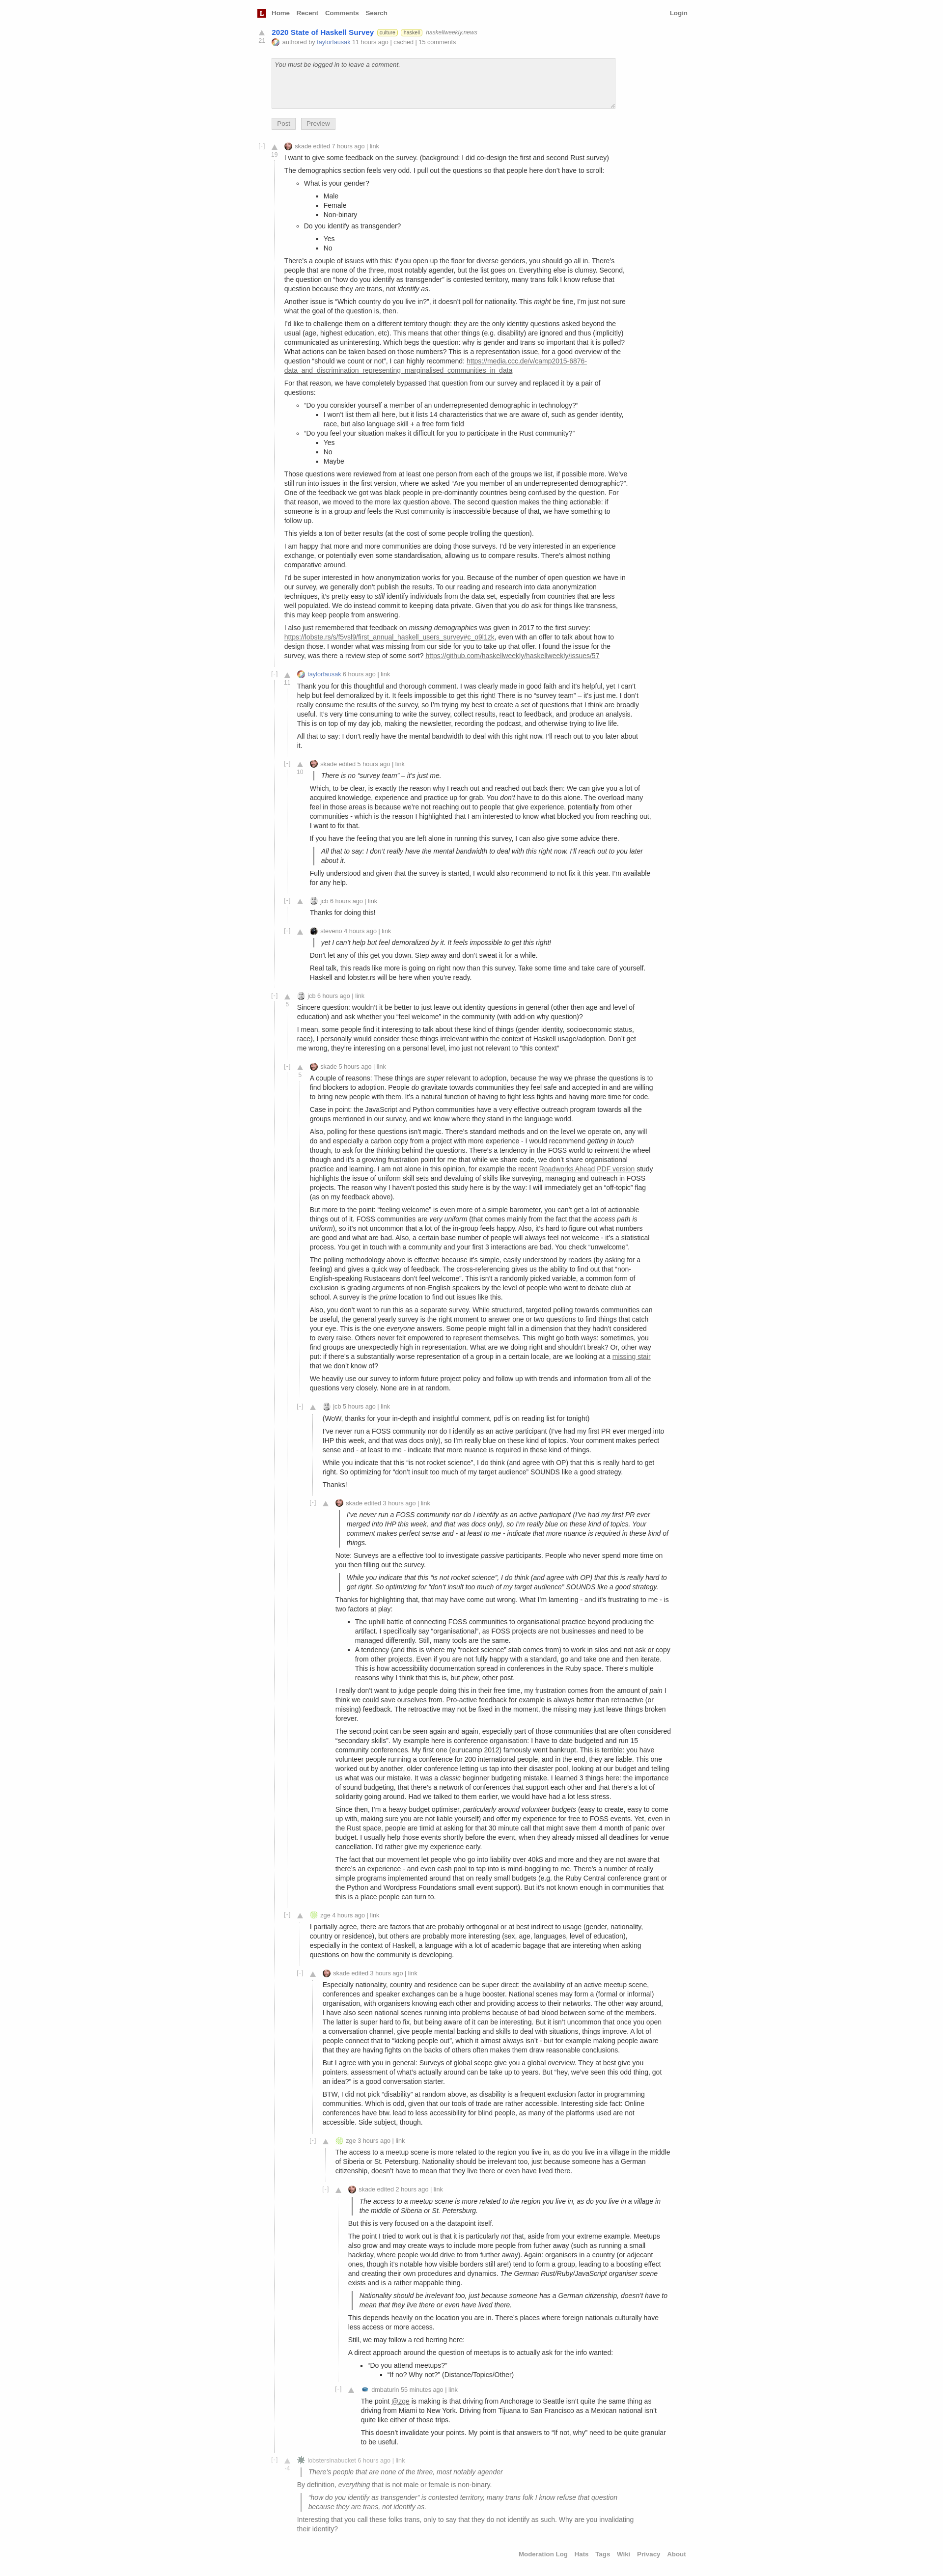 L Home Recent Comments Search Login
2020 State of Haskell Survey culture haskell haskellweekly.news
21 authored by taylorfausak 11 hours ago | cached | 15 comments
You must be logged in to leave a comment.
Post Preview
[-] skade edited 7 hours ago | link
19
I want to give some feedback on the survey. (background: I did co-design the first and second Rust survey)
The demographics section feels very odd. I pull out the questions so that people here don't have to scroll:
What is your gender?
Male
Female
Non-binary
Do you identify as transgender?
Yes
No
There's a couple of issues with this: if you open up the floor for diverse genders, you should go all in. There's
people that are none of the three, most notably agender, but the list goes on. Everything else is clumsy. Second,
the question on "how do you identify as transgender" is contested territory, many trans folk I know refuse that
question because they are trans, not identify as.
Another issue is "Which country do you live in?", it doesn't poll for nationality. This might be fine, I'm just not sure
what the goal of the question is, then.
I'd like to challenge them on a different territory though: they are the only identity questions asked beyond the
usual (age, highest education, etc). This means that other things (e.g. disability) are ignored and thus (implicitly)
communicated as uninteresting. Which begs the question: why is gender and trans so important that it is polled?
What actions can be taken based on those numbers? This is a representation issue, for a good overview of the
question "should we count or not", I can highly recommend: https://media.ccc.de/v/camp2015-6876-
data_and_discrimination_representing_marginalised_communities_in_data
For that reason, we have completely bypassed that question from our survey and replaced it by a pair of
questions:
"Do you consider yourself a member of an underrepresented demographic in technology?"
I won't list them all here, but it lists 14 characteristics that we are aware of, such as gender identity,
race, but also language skill + a free form field
"Do you feel your situation makes it difficult for you to participate in the Rust community?"
Yes
No
Maybe
Those questions were reviewed from at least one person from each of the groups we list, if possible more. We've
still run into issues in the first version, where we asked "Are you member of an underrepresented demographic?".
One of the feedback we got was black people in pre-dominantly countries being confused by the question. For
that reason, we moved to the more lax question above. The second question makes the thing actionable: if
someone is in a group and feels the Rust community is inaccessible because of that, we have something to
follow up.
This yields a ton of better results (at the cost of some people trolling the question).
I am happy that more and more communities are doing those surveys. I'd be very interested in an experience
exchange, or potentially even some standardisation, allowing us to compare results. There's almost nothing
comparative around.
I'd be super interested in how anonymization works for you. Because of the number of open question we have in
our survey, we generally don't publish the results. To our reading and research into data anonymization
techniques, it's pretty easy to still identify individuals from the data set, especially from countries that are less
well populated. We do instead commit to keeping data private. Given that you do ask for things like transness,
this may keep people from answering.
I also just remembered that feedback on missing demographics was given in 2017 to the first survey:
https://lobste.rs/s/f5vsl9/first_annual_haskell_users_survey#c_o9l1zk, even with an offer to talk about how to
design those. I wonder what was missing from our side for you to take up that offer. I found the issue for the
survey, was there a review step of some sort? https://github.com/haskellweekly/haskellweekly/issues/57
[-] taylorfausak 6 hours ago | link
11
Thank you for this thoughtful and thorough comment. I was clearly made in good faith and it's helpful, yet I can't
help but feel demoralized by it. It feels impossible to get this right! There is no "survey team" – it's just me. I don't
really consume the results of the survey, so I'm trying my best to create a set of questions that I think are broadly
useful. It's very time consuming to write the survey, collect results, react to feedback, and produce an analysis.
This is on top of my day job, making the newsletter, recording the podcast, and otherwise trying to live life.
All that to say: I don't really have the mental bandwidth to deal with this right now. I'll reach out to you later about
it.
[-] skade edited 5 hours ago | link
10
There is no "survey team" – it's just me.
Which, to be clear, is exactly the reason why I reach out and reached out back then: We can give you a lot of
acquired knowledge, experience and practice up for grab. You don't have to do this alone. The overload many
feel in those areas is because we're not reaching out to people that give experience, potentially from other
communities - which is the reason I highlighted that I am interested to know what blocked you from reaching out,
I want to fix that.
If you have the feeling that you are left alone in running this survey, I can also give some advice there.
All that to say: I don't really have the mental bandwidth to deal with this right now. I'll reach out to you later
about it.
Fully understood and given that the survey is started, I would also recommend to not fix it this year. I'm available
for any help.
[-] jcb 6 hours ago | link
Thanks for doing this!
[-] steveno 4 hours ago | link
yet I can't help but feel demoralized by it. It feels impossible to get this right!
Don't let any of this get you down. Step away and don't sweat it for a while.
Real talk, this reads like more is going on right now than this survey. Take some time and take care of yourself.
Haskell and lobster.rs will be here when you're ready.
[-] jcb 6 hours ago | link
5
Sincere question: wouldn't it be better to just leave out identity questions in general (other then age and level of
education) and ask whether you "feel welcome" in the community (with add-on why question)?
I mean, some people find it interesting to talk about these kind of things (gender identity, socioeconomic status,
race), I personally would consider these things irrelevant within the context of Haskell usage/adoption. Don't get
me wrong, they're interesting on a personal level, imo just not relevant to "this context"
[-] skade 5 hours ago | link
5
A couple of reasons: These things are super relevant to adoption, because the way we phrase the questions is to
find blockers to adoption. People do gravitate towards communities they feel safe and accepted in and are willing
to bring new people with them. It's a natural function of having to fight less fights and having more time for code.
Case in point: the JavaScript and Python communities have a very effective outreach program towards all the
groups mentioned in our survey, and we know where they stand in the language world.
Also, polling for these questions isn't magic. There's standard methods and on the level we operate on, any will
do and especially a carbon copy from a project with more experience - I would recommend getting in touch
though, to ask for the thinking behind the questions. There's a tendency in the FOSS world to reinvent the wheel
though and it's a growing frustration point for me that while we share code, we don't share organisational
practice and learning. I am not alone in this opinion, for example the recent Roadworks Ahead PDF version study
highlights the issue of uniform skill sets and devaluing of skills like surveying, managing and outreach in FOSS
projects. The reason why I haven't posted this study here is by the way: I will immediately get an "off-topic" flag
(as on my feedback above).
But more to the point: "feeling welcome" is even more of a simple barometer, you can't get a lot of actionable
things out of it. FOSS communities are very uniform (that comes mainly from the fact that the access path is
uniform), so it's not uncommon that a lot of the in-group feels happy. Also, it's hard to figure out what numbers
are good and what are bad. Also, a certain base number of people will always feel not welcome - it's a statistical
process. You get in touch with a community and your first 3 interactions are bad. You check "unwelcome".
The polling methodology above is effective because it's simple, easily understood by readers (by asking for a
feeling) and gives a quick way of feedback. The cross-referencing gives us the ability to find out that "non-
English-speaking Rustaceans don't feel welcome". This isn't a randomly picked variable, a common form of
exclusion is grading arguments of non-English speakers by the level of people who went to debate club at
school. A survey is the prime location to find out issues like this.
Also, you don't want to run this as a separate survey. While structured, targeted polling towards communities can
be useful, the general yearly survey is the right moment to answer one or two questions to find things that catch
your eye. This is the one everyone answers. Some people might fall in a dimension that they hadn't considered
to every raise. Others never felt empowered to represent themselves. This might go both ways: sometimes, you
find groups are unexpectedly high in representation. What are we doing right and shouldn't break? Or, other way
put: if there's a substantially worse representation of a group in a certain locale, are we looking at a missing stair
that we don't know of?
We heavily use our survey to inform future project policy and follow up with trends and information from all of the
questions very closely. None are in at random.
[-] jcb 5 hours ago | link
(WoW, thanks for your in-depth and insightful comment, pdf is on reading list for tonight)
I've never run a FOSS community nor do I identify as an active participant (I've had my first PR ever merged into
IHP this week, and that was docs only), so I'm really blue on these kind of topics. Your comment makes perfect
sense and - at least to me - indicate that more nuance is required in these kind of things.
While you indicate that this "is not rocket science", I do think (and agree with OP) that this is really hard to get
right. So optimizing for "don't insult too much of my target audience" SOUNDS like a good strategy.
Thanks!
[-] skade edited 3 hours ago | link
I've never run a FOSS community nor do I identify as an active participant (I've had my first PR ever
merged into IHP this week, and that was docs only), so I'm really blue on these kind of topics. Your
comment makes perfect sense and - at least to me - indicate that more nuance is required in these kind of
things.
Note: Surveys are a effective tool to investigate passive participants. People who never spend more time on
you then filling out the survey.
While you indicate that this "is not rocket science", I do think (and agree with OP) that this is really hard to
get right. So optimizing for "don't insult too much of my target audience" SOUNDS like a good strategy.
Thanks for highlighting that, that may have come out wrong. What I'm lamenting - and it's frustrating to me - is
two factors at play:
The uphill battle of connecting FOSS communities to organisational practice beyond producing the
artifact. I specifically say "organisational", as FOSS projects are not businesses and need to be
managed differently. Still, many tools are the same.
A tendency (and this is where my "rocket science" stab comes from) to work in silos and not ask or copy
from other projects. Even if you are not fully happy with a standard, go and take one and then iterate.
This is how accessibility documentation spread in conferences in the Ruby space. There's multiple
reasons why I think that this is, but phew, other post.
I really don't want to judge people doing this in their free time, my frustration comes from the amount of pain I
think we could save ourselves from. Pro-active feedback for example is always better than retroactive (or
missing) feedback. The retroactive may not be fixed in the moment, the missing may just leave things broken
forever.
The second point can be seen again and again, especially part of those communities that are often considered
"secondary skills". My example here is conference organisation: I have to date budgeted and run 15
community conferences. My first one (eurucamp 2012) famously went bankrupt. This is terrible: you have
volunteer people running a conference for 200 international people, and in the end, they are liable. This one
worked out by another, older conference letting us tap into their disaster pool, looking at our budget and telling
us what was our mistake. It was a classic beginner budgeting mistake. I learned 3 things here: the importance
of sound budgeting, that there's a network of conferences that support each other and that there's a lot of
solidarity going around. Had we talked to them earlier, we would have had a lot less stress.
Since then, I'm a heavy budget optimiser, particularly around volunteer budgets (easy to create, easy to come
up with, making sure you are not liable yourself) and offer my experience for free to FOSS events. Yet, even in
the Rust space, people are timid at asking for that 30 minute call that might save them 4 month of panic over
budget. I usually help those events shortly before the event, when they already missed all deadlines for venue
cancellation. I'd rather give my experience early.
The fact that our movement let people who go into liability over 40k$ and more and they are not aware that
there's an experience - and even cash pool to tap into is mind-boggling to me. There's a number of really
simple programs implemented around that on really small budgets (e.g. the Ruby Central conference grant or
the Python and Wordpress Foundations small event support). But it's not known enough in communities that
this is a place people can turn to.
[-] zge 4 hours ago | link
I partially agree, there are factors that are probably orthogonal or at best indirect to usage (gender, nationality,
country or residency), but others are probably more interesting (sex, age, languages, level of education),
especially in the context of Haskell, a language with a lot of academic bagage that are intereting when asking
questions on how the community is developing.
[-] skade edited 3 hours ago | link
Especially nationality, country and residence can be super direct: the availability of an active meetup scene,
conferences and speaker exchanges can be a huge booster. National scenes may form a (formal or informal)
organisation, with organisers knowing each other and providing access to their networks. The other way around,
I have also seen national scenes running into problems because of bad blood between some of the members.
The latter is super hard to fix, but being aware of it can be interesting. But it isn't uncommon that once you open
a conversation channel, give people mental backing and skills to deal with situations, things improve. A lot of
people connect that to "kicking people out", which it almost always isn't - but for example making people aware
that they are having fights on the backs of others often makes them draw reasonable conclusions.
But I agree with you in general: Surveys of global scope give you a global overview. They at best give you
pointers, assessment of what's actually around can be take up to years. But "hey, we've seen this odd thing, got
an idea?" is a good conversation starter.
BTW, I did not pick "disability" at random above, as disability is a frequent exclusion factor in programming
communities. Which is odd, given that our tools of trade are rather accessible. Interesting side fact: Online
conferences have btw. lead to less accessibility for blind people, as many of the platforms used are not
accessible. Side subject, though.
[-] zge 3 hours ago | link
The access to a meetup scene is more related to the region you live in, as do you live in a village in the middle
of Siberia or St. Petersburg. Nationality should be irrelevant too, just because someone has a German
citizenship, doesn't have to mean that they live there or even have lived there.
[-] skade edited 2 hours ago | link
The access to a meetup scene is more related to the region you live in, as do you live in a village in
the middle of Siberia or St. Petersburg.
But this is very focused on a the datapoint itself.
The point I tried to work out is that it is particularly not that, aside from your extreme example. Meetups
also grow and may create ways to include more people from futher away (such as running a small
hackday, where people would drive to from further away). Again: organisers in a country (or adjecant
ones, though it's notable how visible borders still are!) tend to form a group, leading to a boosting effect
and creating their own procedures and dynamics. The German Rust/Ruby/JavaScript organiser scene
exists and is a rather mappable thing.
Nationality should be irrelevant too, just because someone has a German citizenship, doesn't have to
mean that they live there or even have lived there.
This depends heavily on the location you are in. There's places where foreign nationals culturally have
less access or more access.
Still, we may follow a red herring here:
A direct approach around the question of meetups is to actually ask for the info wanted:
"Do you attend meetups?"
"If no? Why not?" (Distance/Topics/Other)
[-] dmbaturin 55 minutes ago | link
The point @zge is making is that driving from Anchorage to Seattle isn't quite the same thing as
driving from Miami to New York. Driving from Tijuana to San Francisco as a Mexican national isn't
quite like either of those trips.
This doesn't invalidate your points. My point is that answers to "If not, why" need to be quite granular
to be useful.
[-] lobstersinabucket 6 hours ago | link
-4
There's people that are none of the three, most notably agender
By definition, everything that is not male or female is non-binary.
"how do you identify as transgender" is contested territory, many trans folk I know refuse that question
because they are trans, not identify as.
Interesting that you call these folks trans, only to say that they do not identify as such. Why are you invalidating
their identity?
Moderation Log Hats Tags Wiki Privacy About